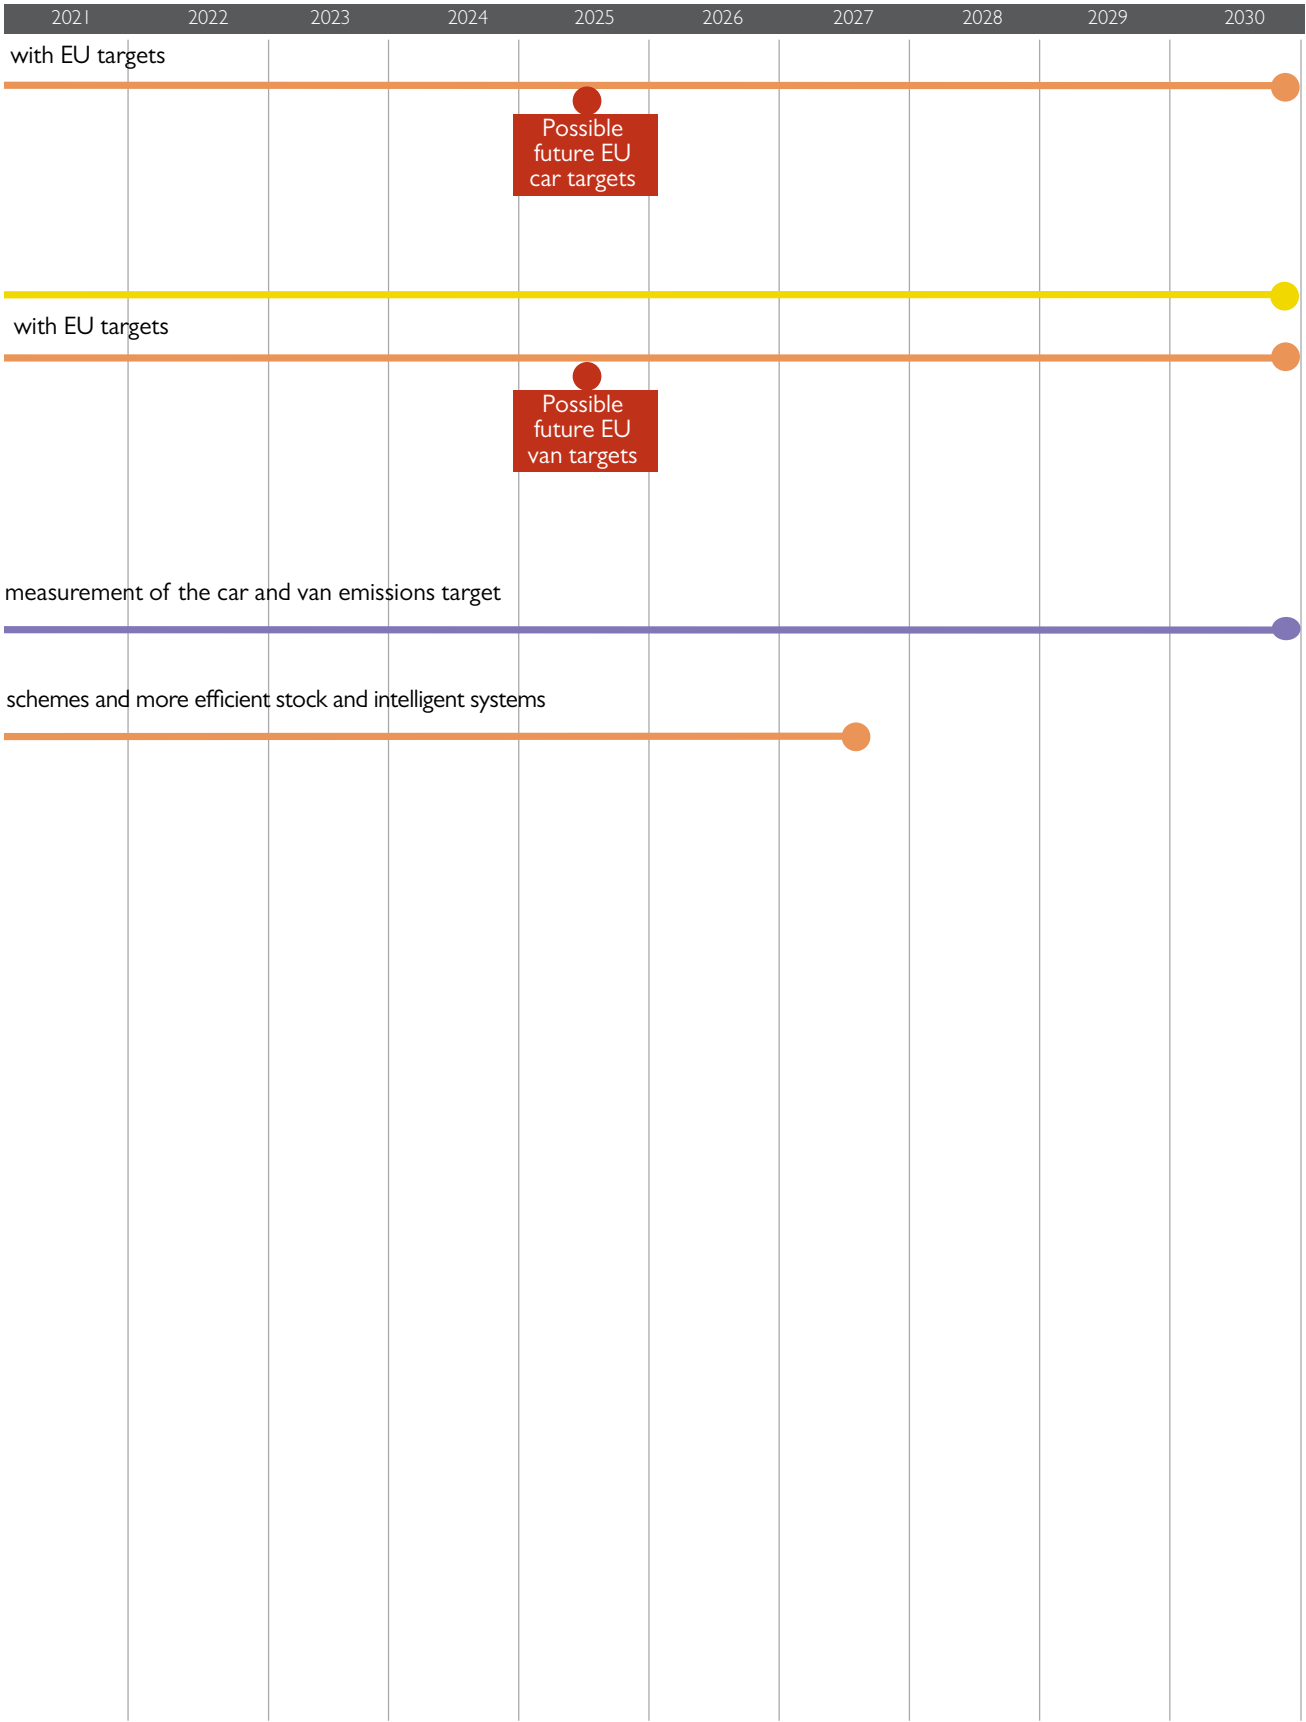 2021 2022 2023 2024 2025 2026 2027 2028 2029 2030
with EU targets
Possible
future EU
car targets
with EU targets
Possible
future EU
van targets
measurement of the car and van emissions target
schemes and more efficient stock and intelligent systems